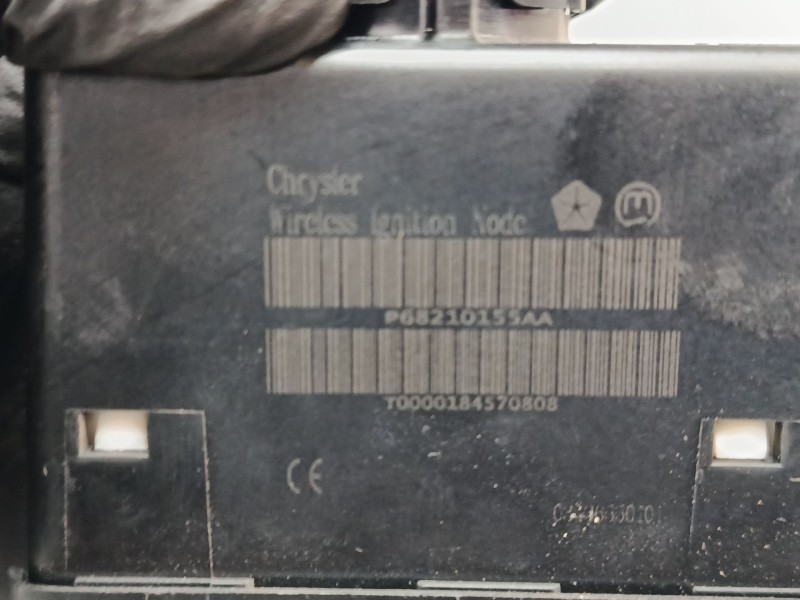 Chrysler
Wireless Ignition Node
P68210155AA
T0000184570808
CE